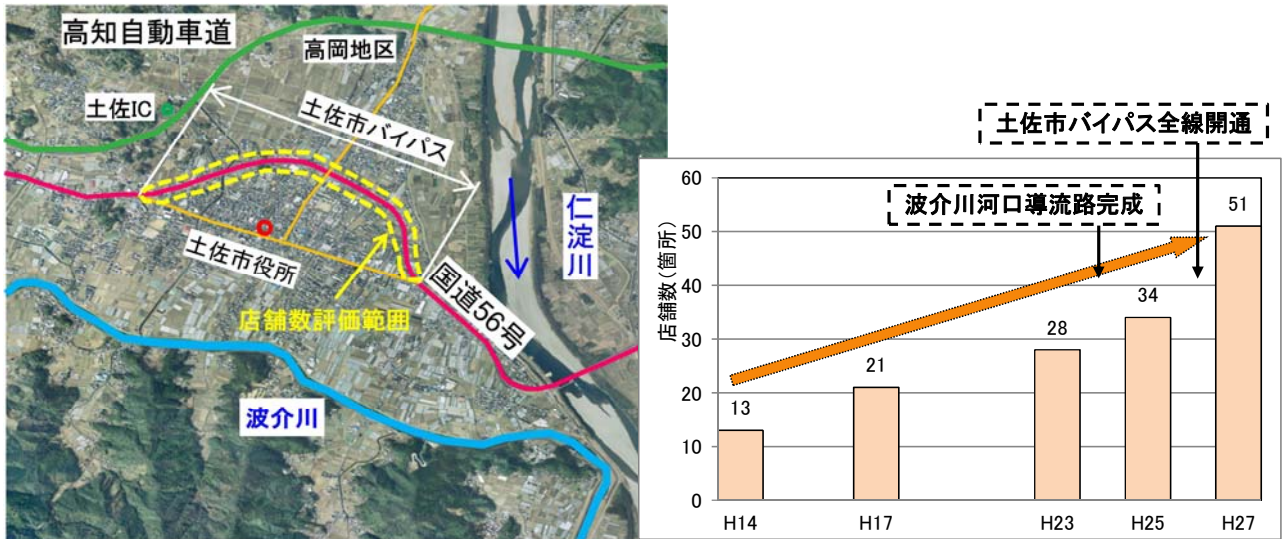 高知自動車道
高岡地区
土佐IC
土佐市バイパス
仁淀川
土佐市役所
国道56号
店舗数評価範囲
波介川
土佐市バイパス全線開通
波介川河口導流路完成
店舗数(箇所)
60
50
40
30
20
10
0
13
21
28
34
51
H14
H17
H23
H25
H27